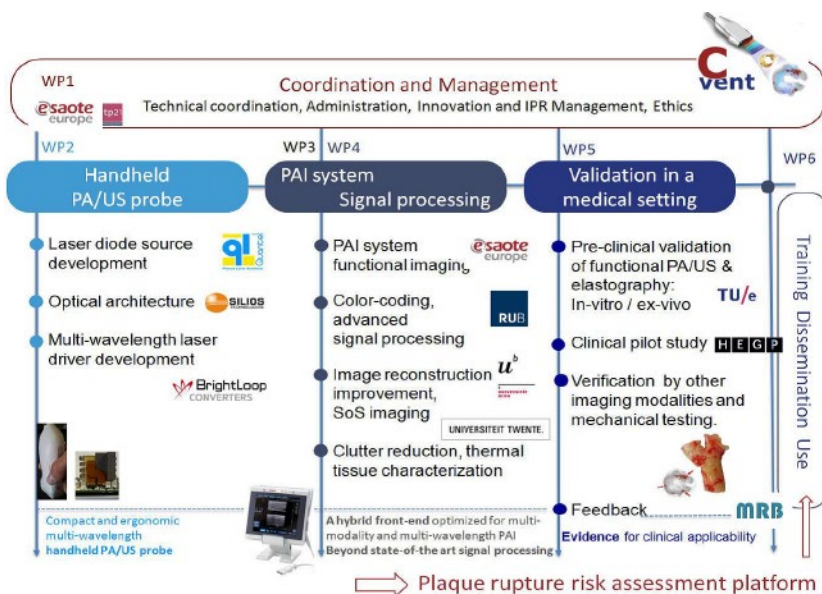 C
vent
WP1
Coordination and Management
Technical coordination, Administration, Innovation and IPR Management, Ethics
esaote
europe
tp21
WP2
WP3
WP4
WP5
WP6
Handheld
PA/US probe
PAI system
Signal processing
Validation in a
medical setting
Laser diode source
development
Quantel
Optical architecture
SILIOS
Multi-wavelength laser
driver development
BrightLoop
CONVERTERS
Compact and ergonomic
multi-wavelength
handheld PA/US probe
PAI system
functional imaging
esaote
europe
Color-coding,
advanced
signal processing
RUB
Image reconstruction
improvement,
SoS imaging
u b
UNIVERSITEIT TWENTE.
Clutter reduction, thermal
tissue characterization
A hybrid front-end optimized for multi-
modality and multi-wavelength PAI
Beyond state-of-the art signal processing
Pre-clinical validation
of functional PA/US &
elastography:
In-vitro / ex-vivo
TU/e
Clinical pilot study
HEGP
Verification by other
imaging modalities and
mechanical testing.
Feedback
MRB
Evidence for clinical applicability
Training Dissemination Use
Plaque rupture risk assessment platform